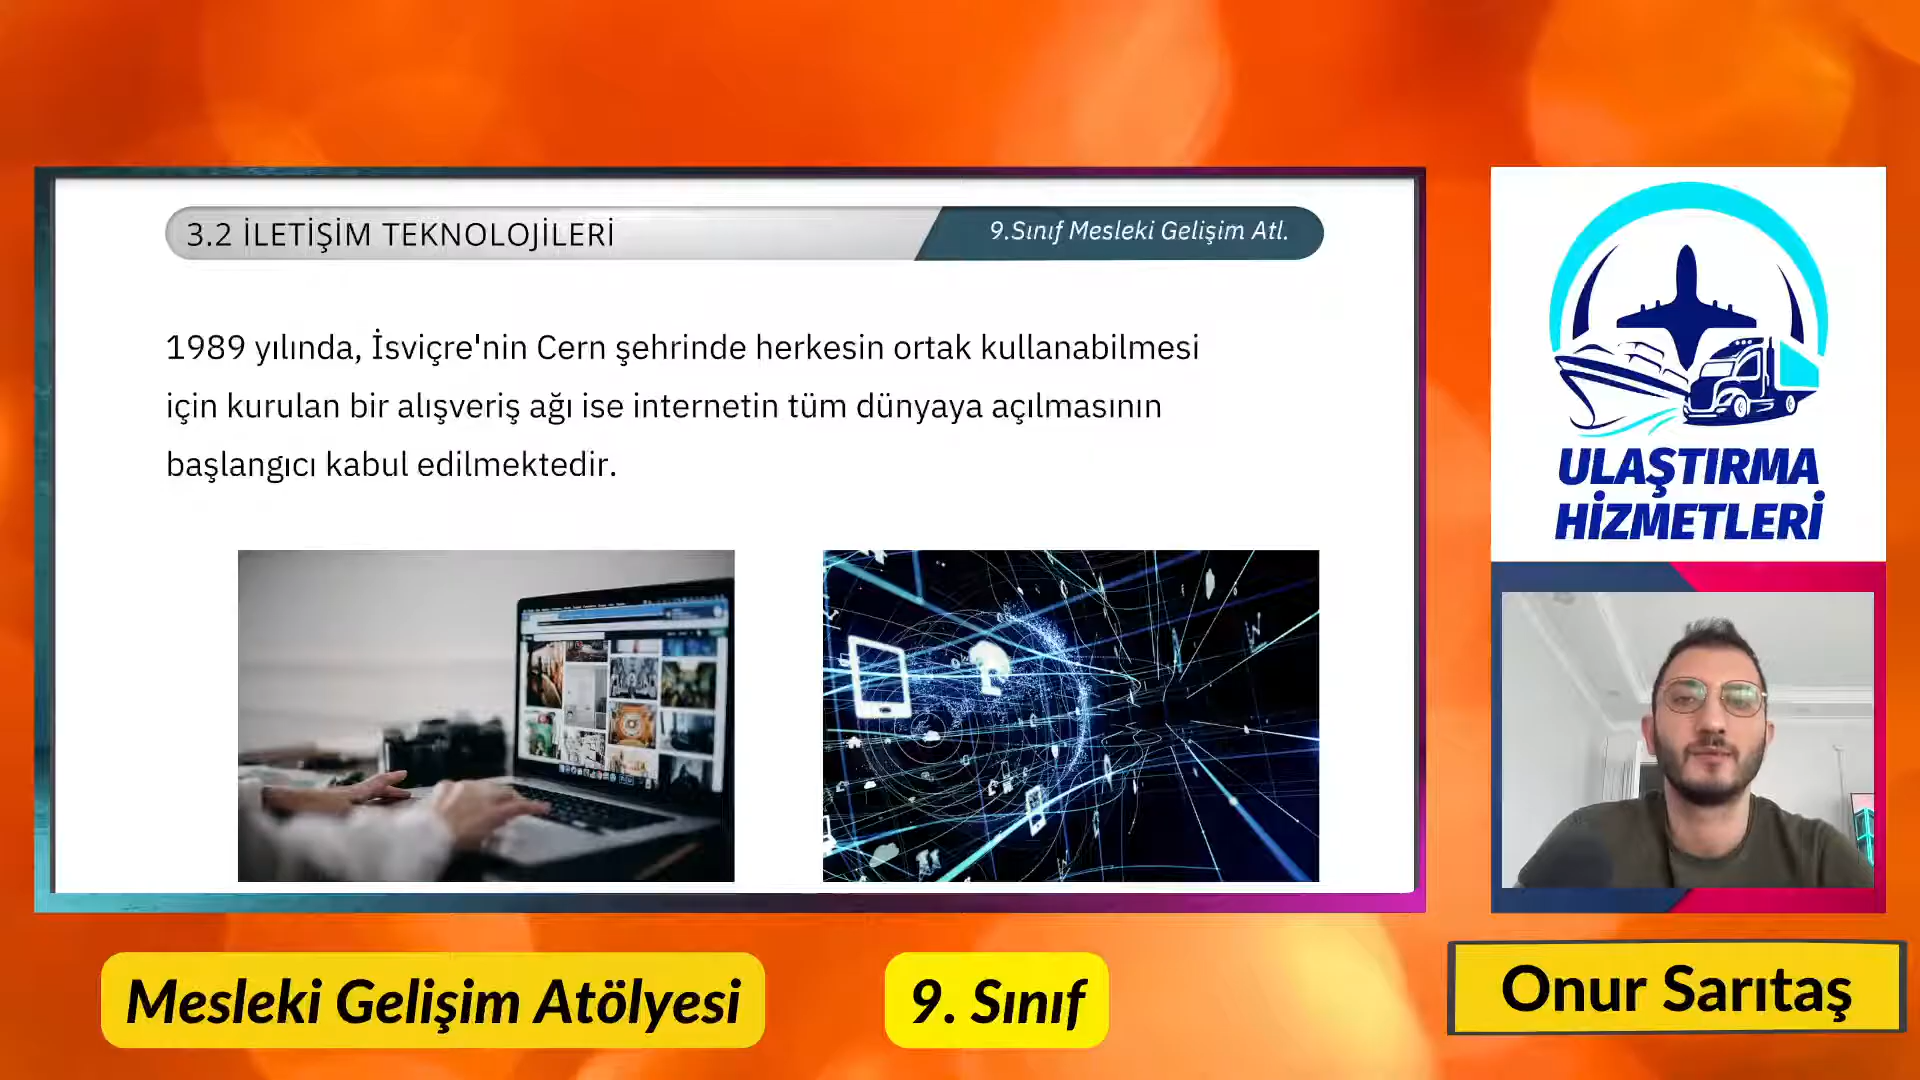 3.2 İLETİŞİM TEKNOLOJİLERİ
9.Sınıf Mesleki Gelişim Atl.
1989 yılında, İsviçre'nin Cern şehrinde herkesin ortak kullanabilmesi
için kurulan bir alışveriş ağı ise internetin tüm dünyaya açılmasının
başlangıcı kabul edilmektedir.
ULAŞTIRMA
HİZMETLERİ
Mesleki Gelişim Atölyesi
9. Sınıf
Onur Sarıtaş